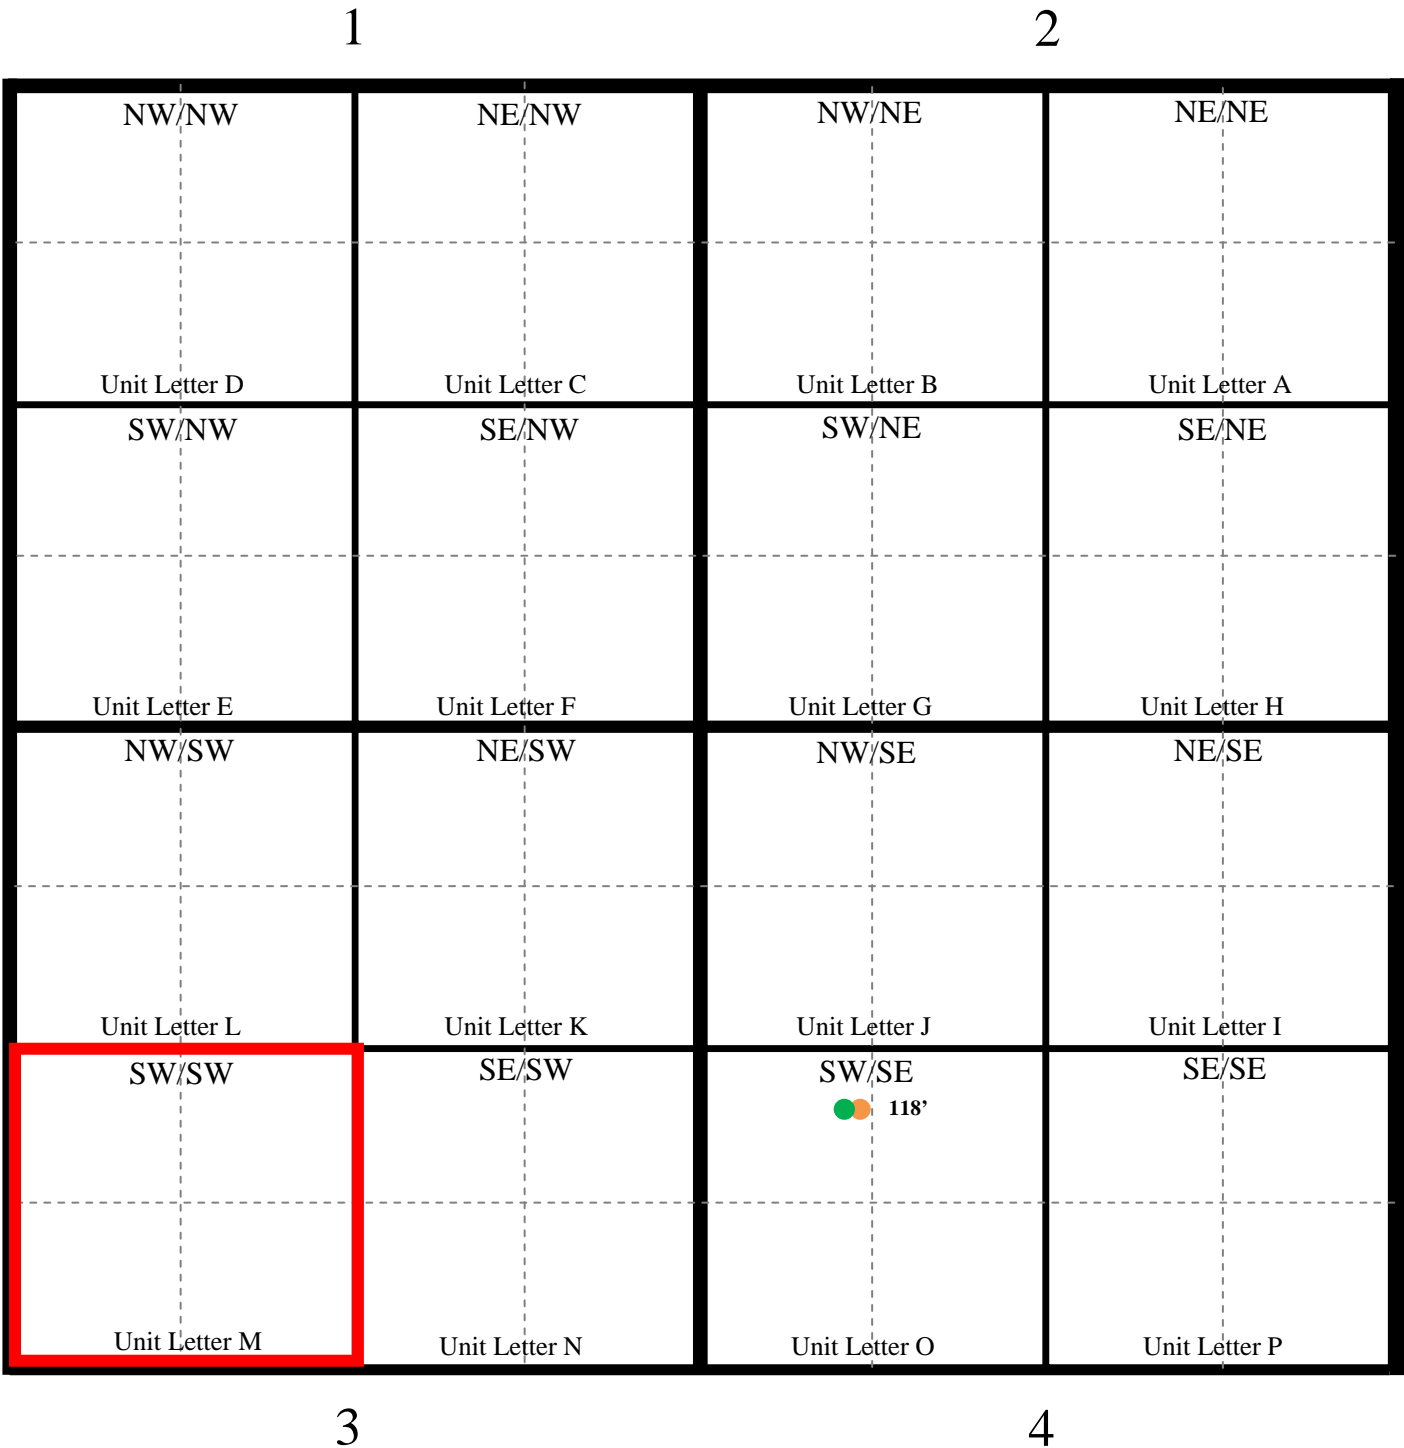 1 2
NW/NW NE/NW NW/NE NE/NE
Unit Letter D Unit Letter C Unit Letter B Unit Letter A
SW/NW SE/NW SW/NE SE/NE
Unit Letter E Unit Letter F Unit Letter G Unit Letter H
NW/SW NE/SW NW/SE NE/SE
Unit Letter L Unit Letter K Unit Letter J Unit Letter I
SW/SW SE/SW SW/SE SE/SE
118’
Unit Letter M Unit Letter N Unit Letter O Unit Letter P
3 4